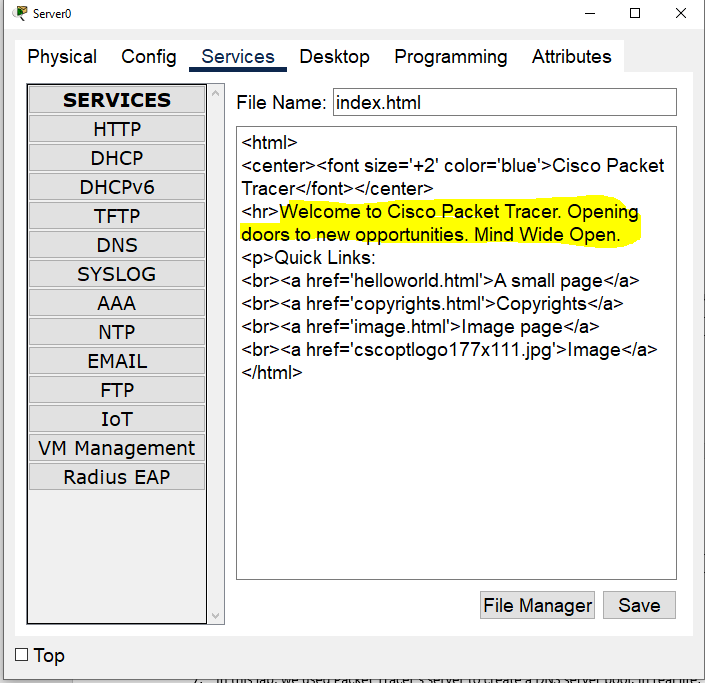 Server0
Physical Config Services Desktop Programming Attributes
SERVICES
HTTP
DHCP
DHCPv6
TFTP
DNS
SYSLOG
AAA
NTP
EMAIL
FTP
IoT
VM Management
Radius EAP
File Name: index.html
<html>
<center><font size='+2' color='blue'>Cisco Packet
Tracer</font></center>
<hr>Welcome to Cisco Packet Tracer. Opening
doors to new opportunities. Mind Wide Open.
<p>Quick Links:
<br><a href='helloworld.html'>A small page</a>
<br><a href='copyrights.html'>Copyrights</a>
<br><a href='image.html'>Image page</a>
<br><a href='cscoptlogo177x111.jpg'>Image</a>
</html>
File Manager Save
Top